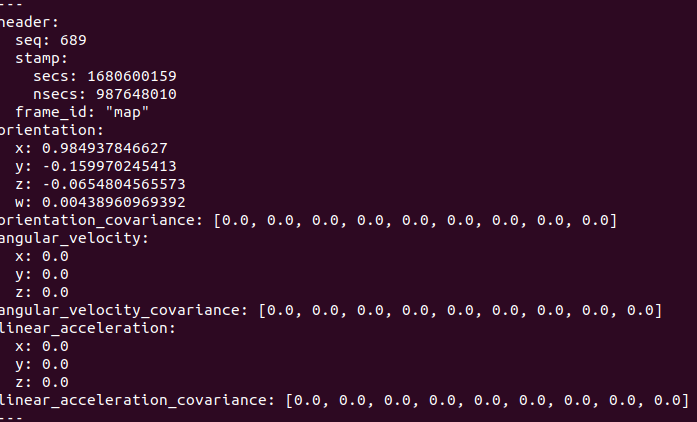 ---
header:
  seq: 689
  stamp:
    secs: 1680600159
    nsecs: 987648010
  frame_id: "map"
orientation:
  x: 0.984937846627
  y: -0.159970245413
  z: -0.0654804565573
  w: 0.00438960969392
orientation_covariance: [0.0, 0.0, 0.0, 0.0, 0.0, 0.0, 0.0, 0.0, 0.0]
angular_velocity:
  x: 0.0
  y: 0.0
  z: 0.0
angular_velocity_covariance: [0.0, 0.0, 0.0, 0.0, 0.0, 0.0, 0.0, 0.0, 0.0]
linear_acceleration:
  x: 0.0
  y: 0.0
  z: 0.0
linear_acceleration_covariance: [0.0, 0.0, 0.0, 0.0, 0.0, 0.0, 0.0, 0.0, 0.0]
---